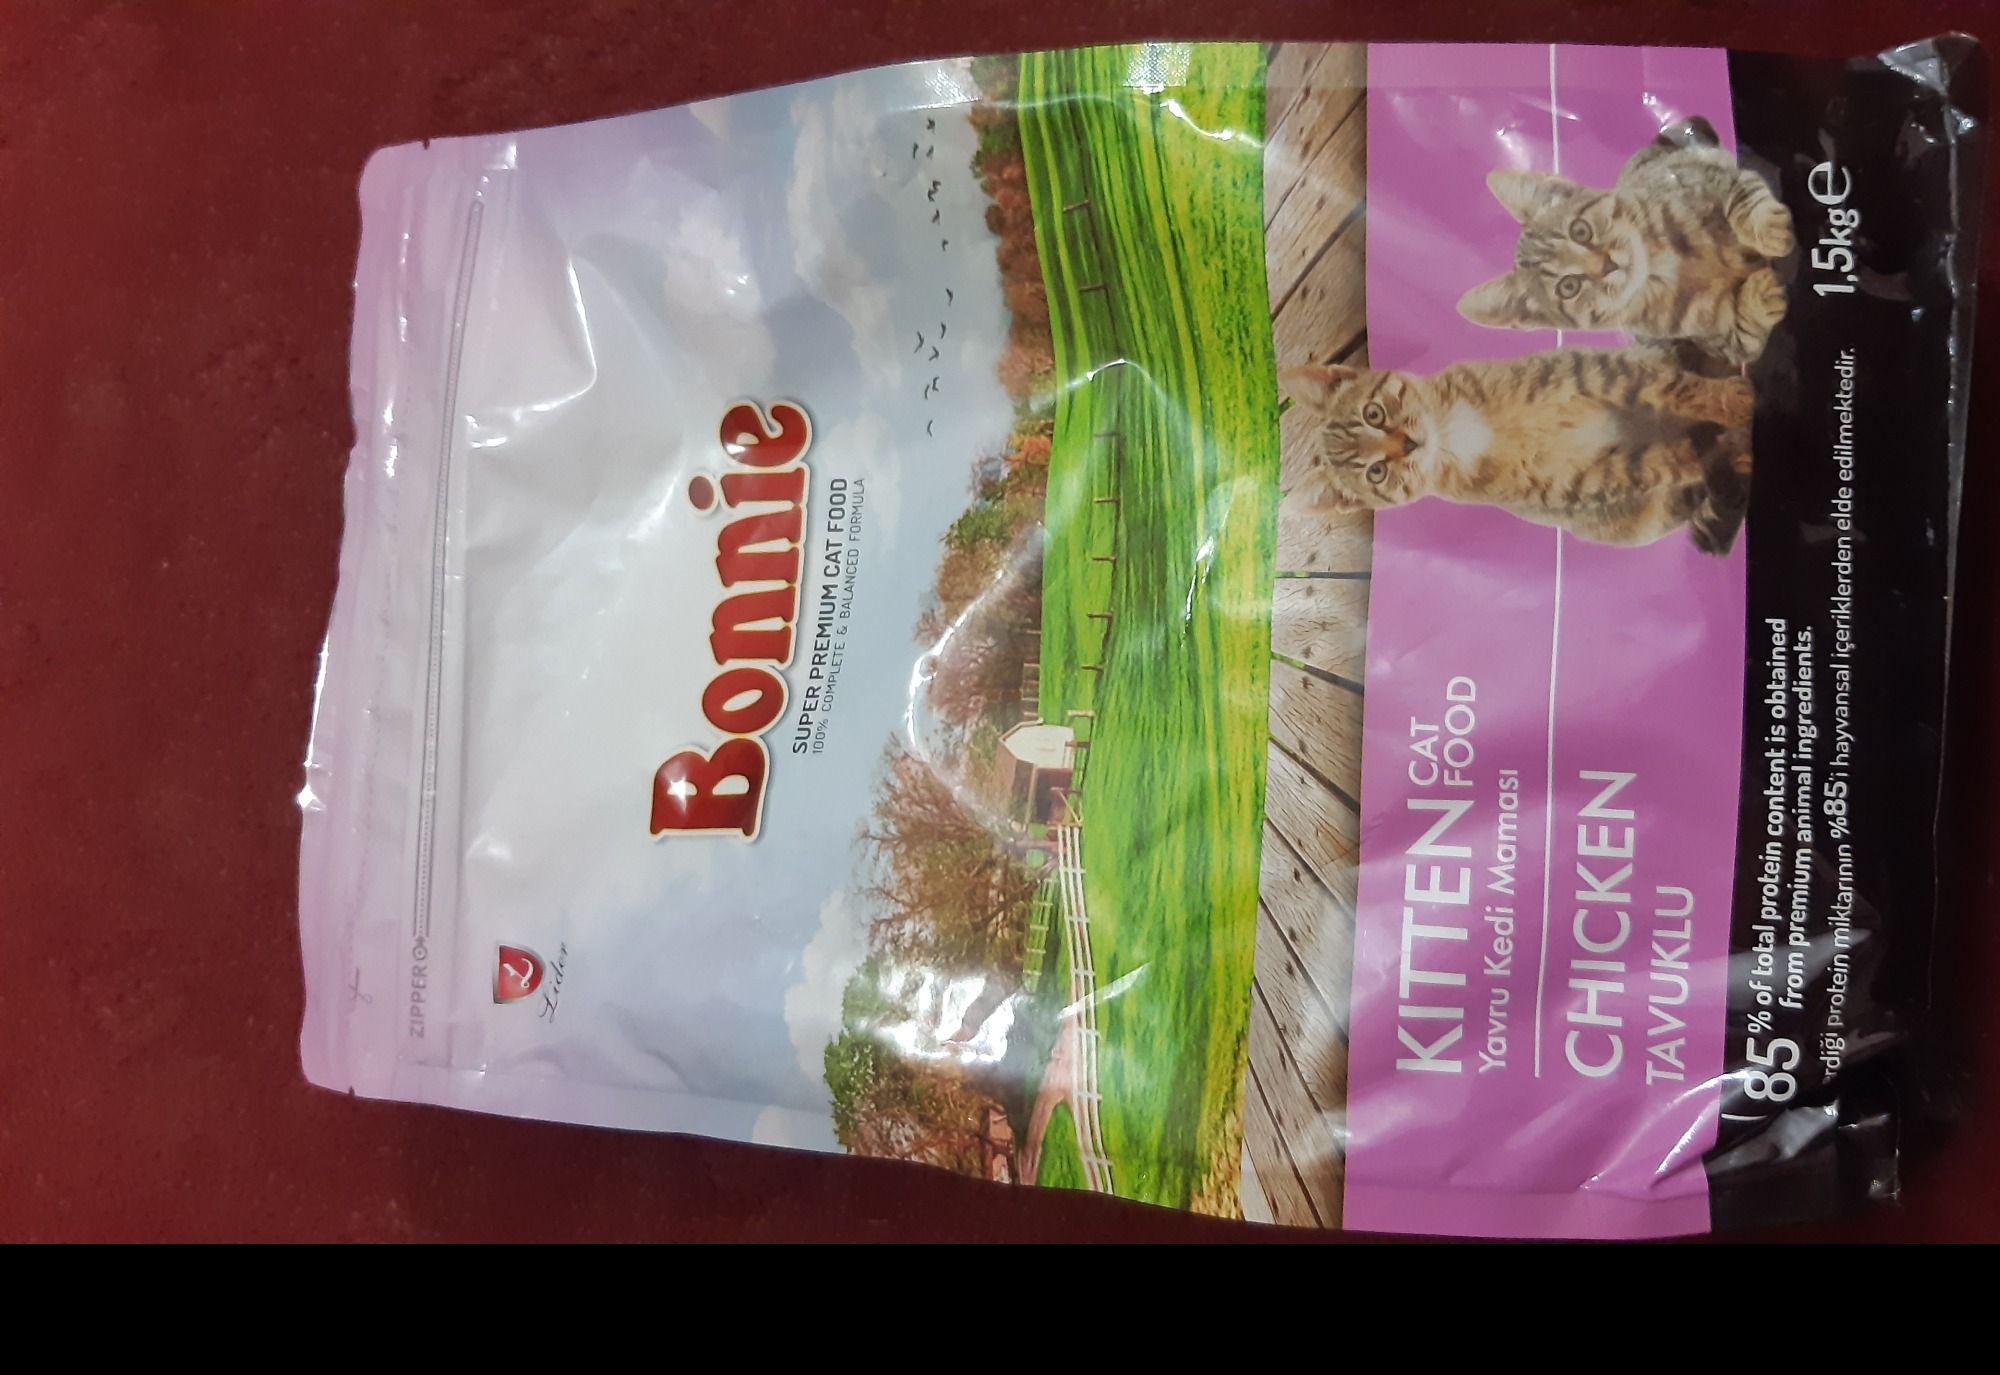 ZIPPER
Lider
Bonnie
SUPER PREMIUM CAT FOOD
100% COMPLETE & BALANCED FORMULA
KITTEN CAT FOOD
Yavru Kedi Maması
CHICKEN
TAVUKLU
85% of total protein content is obtained
from premium animal ingredients.
protein miktarının %85'i hayvansal içeriklerden elde edilmektedir.
1,5kg e